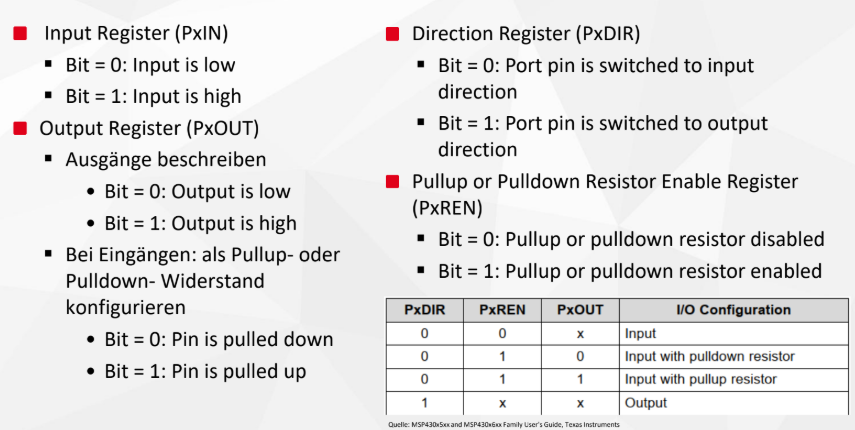 Input Register (PxIN)
Bit = 0: Input is low
Bit = 1: Input is high
Output Register (PxOUT)
Ausgänge beschreiben
Bit = 0: Output is low
Bit = 1: Output is high
Bei Eingängen: als Pullup- oder
Pulldown- Widerstand
konfigurieren
Bit = 0: Pin is pulled down
Bit = 1: Pin is pulled up
Direction Register (PxDIR)
Bit = 0: Port pin is switched to input
direction
Bit = 1: Port pin is switched to output
direction
Pullup or Pulldown Resistor Enable Register
(PxREN)
Bit = 0: Pullup or pulldown resistor disabled
Bit = 1: Pullup or pulldown resistor enabled
PxDIR PxREN PxOUT I/O Configuration
0 0 x Input
0 1 0 Input with pulldown resistor
0 1 1 Input with pullup resistor
1 x x Output
Quelle: MSP430x5xx and MSP430x6xx Family User's Guide, Texas Instruments